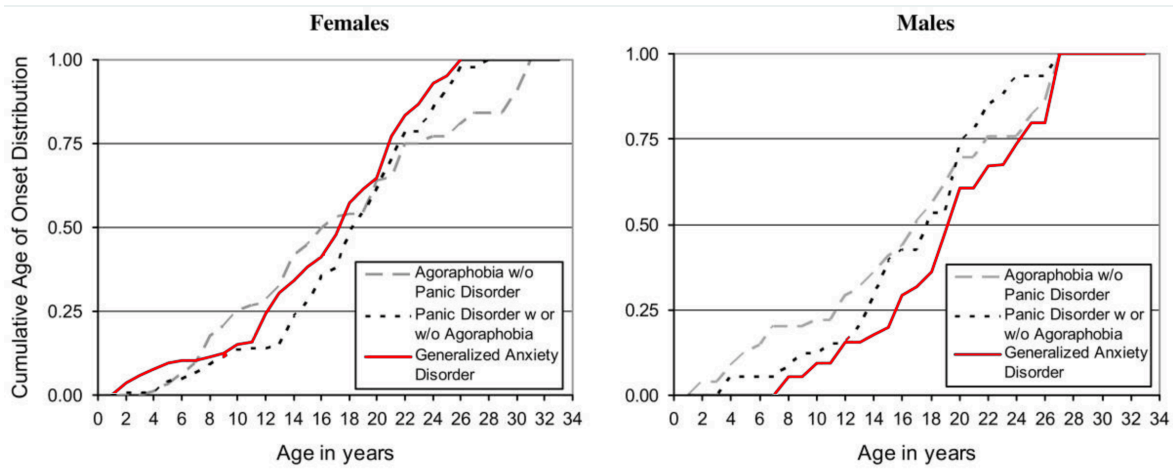 Females
Cumulative Age of Onset Distribution
1.00
0.75
0.50
0.25
0.00
Agoraphobia w/o
Panic Disorder
Panic Disorder w or
w/o Agoraphobia
Generalized Anxiety
Disorder
0 2 4 6 8 10 12 14 16 18 20 22 24 26 28 30 32 34
Age in years
Males
1.00
0.75
0.50
0.25
0.00
Agoraphobia w/o
Panic Disorder
Panic Disorder w or
w/o Agoraphobia
Generalized Anxiety
Disorder
0 2 4 6 8 10 12 14 16 18 20 22 24 26 28 30 32 34
Age in years